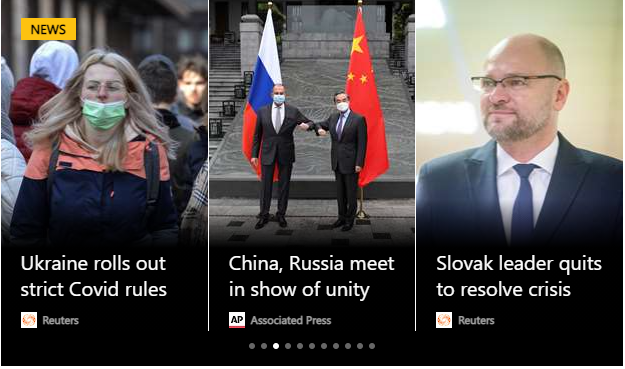 NEWS
Ukraine rolls out
strict Covid rules
Reuters
China, Russia meet
in show of unity
AP Associated Press
Slovak leader quits
to resolve crisis
Reuters